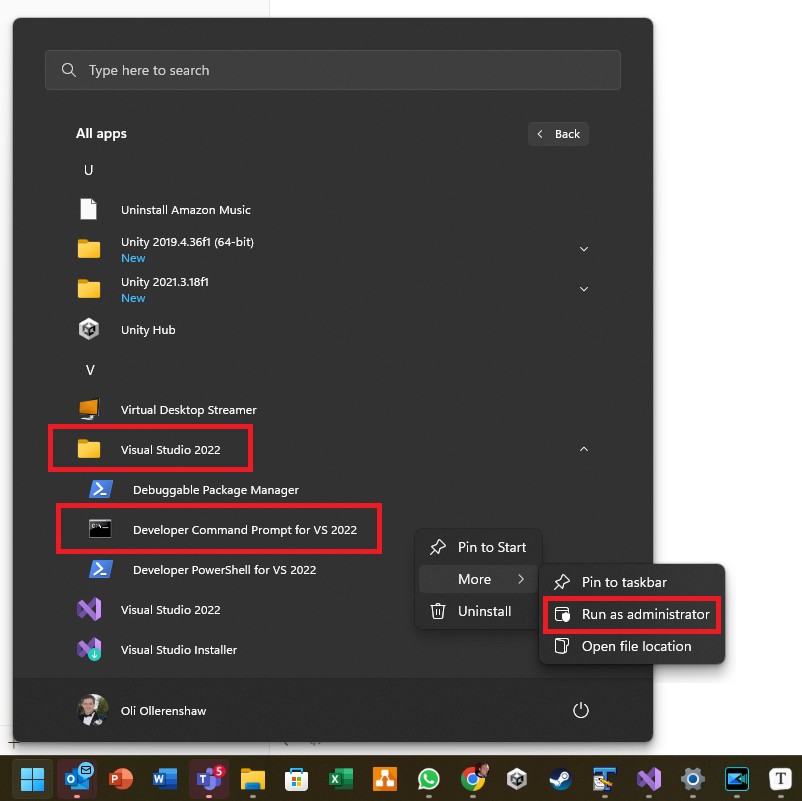 Type here to search
All apps
Back
U
Uninstall Amazon Music
Unity 2019.4.36f1 (64-bit)
New
Unity 2021.3.18f1
New
Unity Hub
V
Virtual Desktop Streamer
Visual Studio 2022
Debuggable Package Manager
Developer Command Prompt for VS 2022
Developer PowerShell for VS 2022
Visual Studio 2022
Visual Studio Installer
Pin to Start
More
Uninstall
Pin to taskbar
Run as administrator
Open file location
Oli Ollerenshaw
5
T